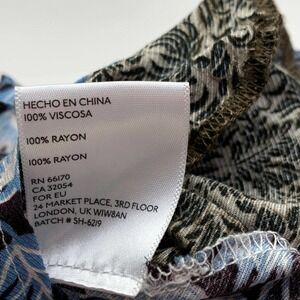 HECHO EN CHINA
100% VISCOSA
100% RAYON
100% RAYON
RN 66170
CA 32054
FOR EU
24 MARKET PLACE, 3RD FLOOR
LONDON, UK W1W8AN
BATCH # SH-6219